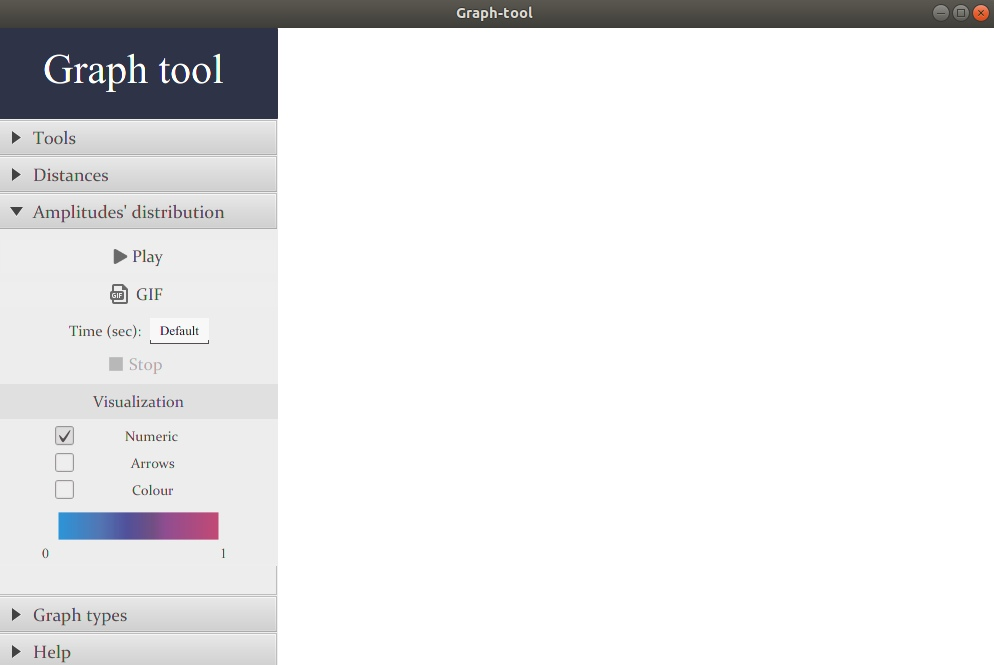 Graph-tool
Graph tool
Tools
Distances
Amplitudes' distribution
Play
GIF GIF
Time (sec): Default
Stop
Visualization
Numeric
Arrows
Colour
0 1
Graph types
Help